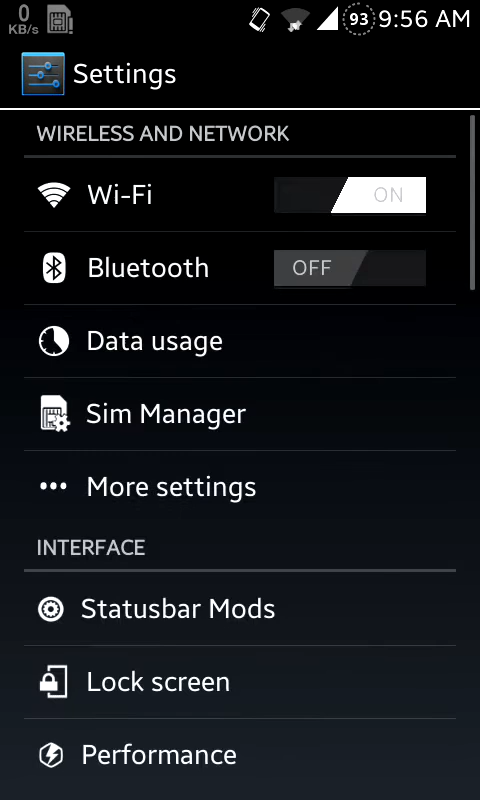 0
KB/s
93
9:56 AM
Settings
WIRELESS AND NETWORK
Wi-Fi
ON
Bluetooth
OFF
Data usage
Sim Manager
More settings
INTERFACE
Statusbar Mods
Lock screen
Performance